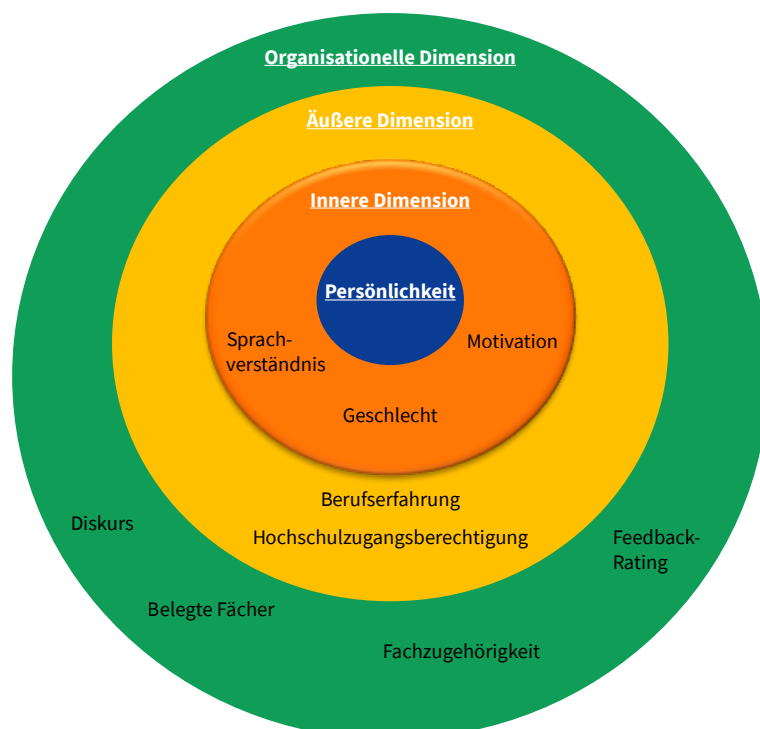 Organisationelle Dimension
Äußere Dimension
Innere Dimension
Persönlichkeit
Sprach-
verständnis
Motivation
Geschlecht
Berufserfahrung
Hochschulzugangsberechtigung
Diskurs
Feedback-
Rating
Belegte Fächer
Fachzugehörigkeit